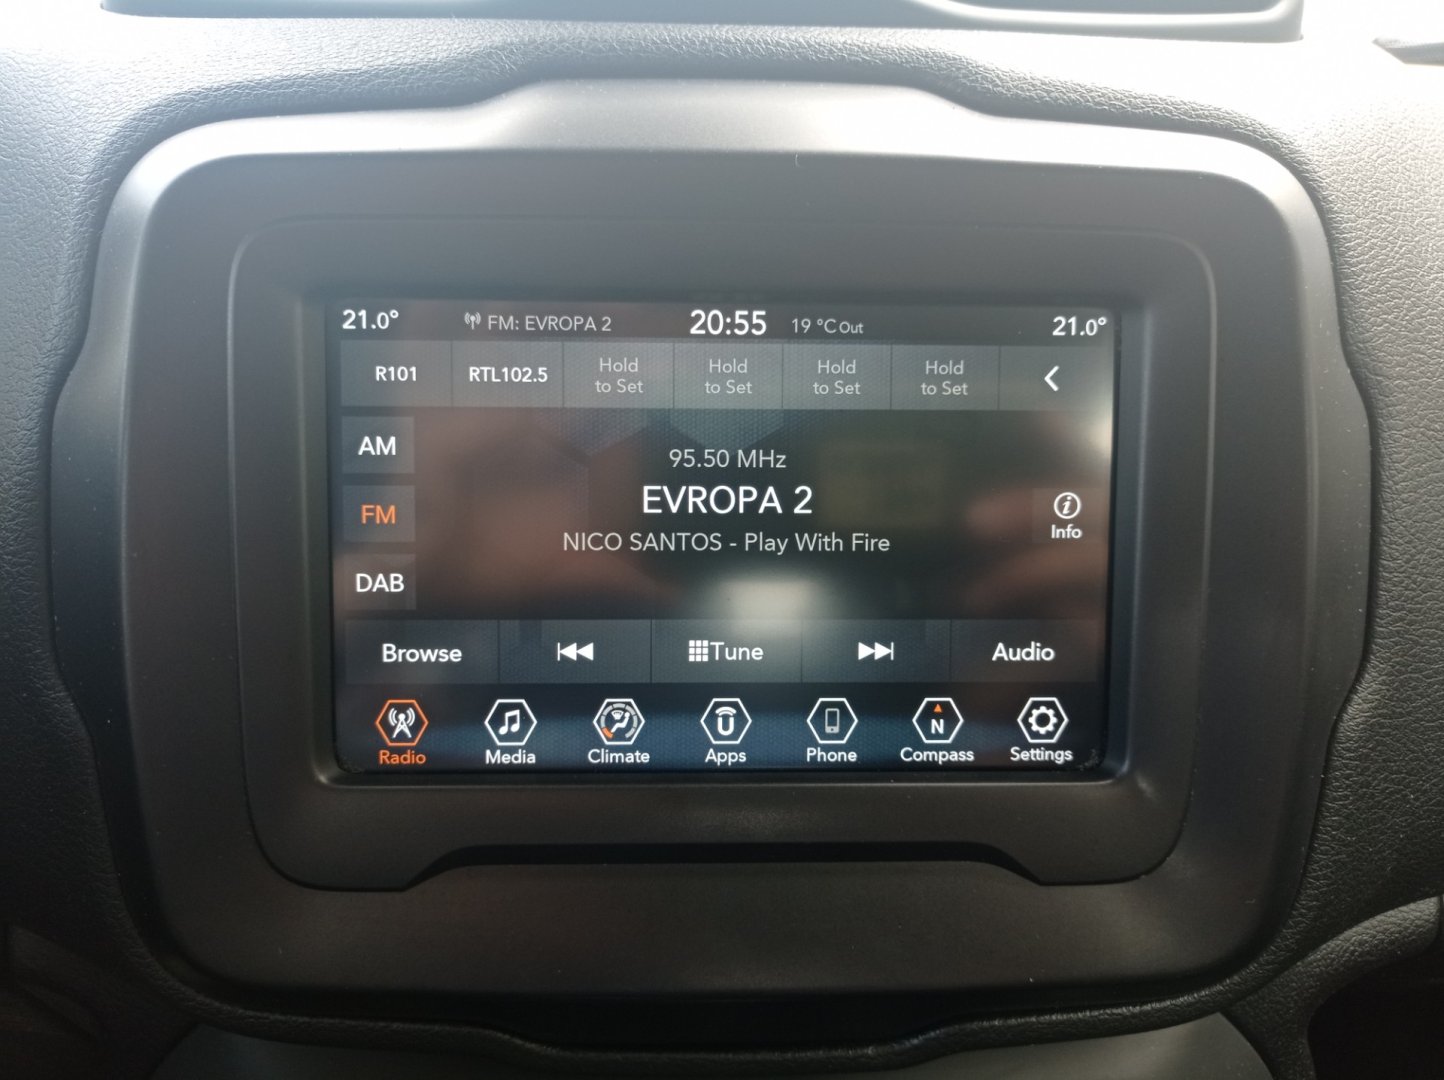 21.0° FM: EVROPA 2 20:55 19 °C Out 21.0°
R101 RTL102.5 Hold to Set Hold to Set Hold to Set Hold to Set
AM
95.50 MHz
EVROPA 2
FM
Info
NICO SANTOS - Play With Fire
DAB
Browse Tune Audio
U N
Radio Media Climate Apps Phone Compass Settings